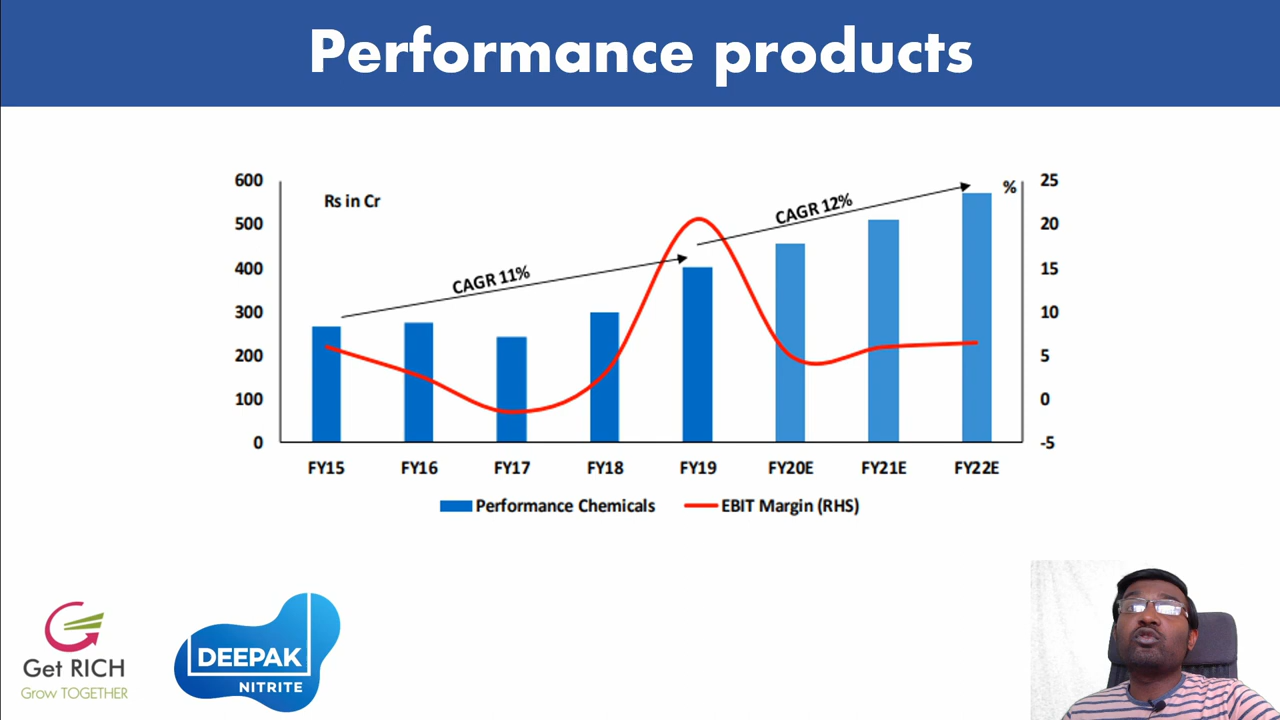 Performance products
600
500
400
300
200
100
0
Rs in Cr
CAGR 11%
CAGR 12%
%
25
20
15
10
5
0
-5
FY15 FY16 FY17 FY18 FY19 FY20E FY21E FY22E
Performance Chemicals EBIT Margin (RHS)
Get RICH
Grow TOGETHER
DEEPAK
NITRITE